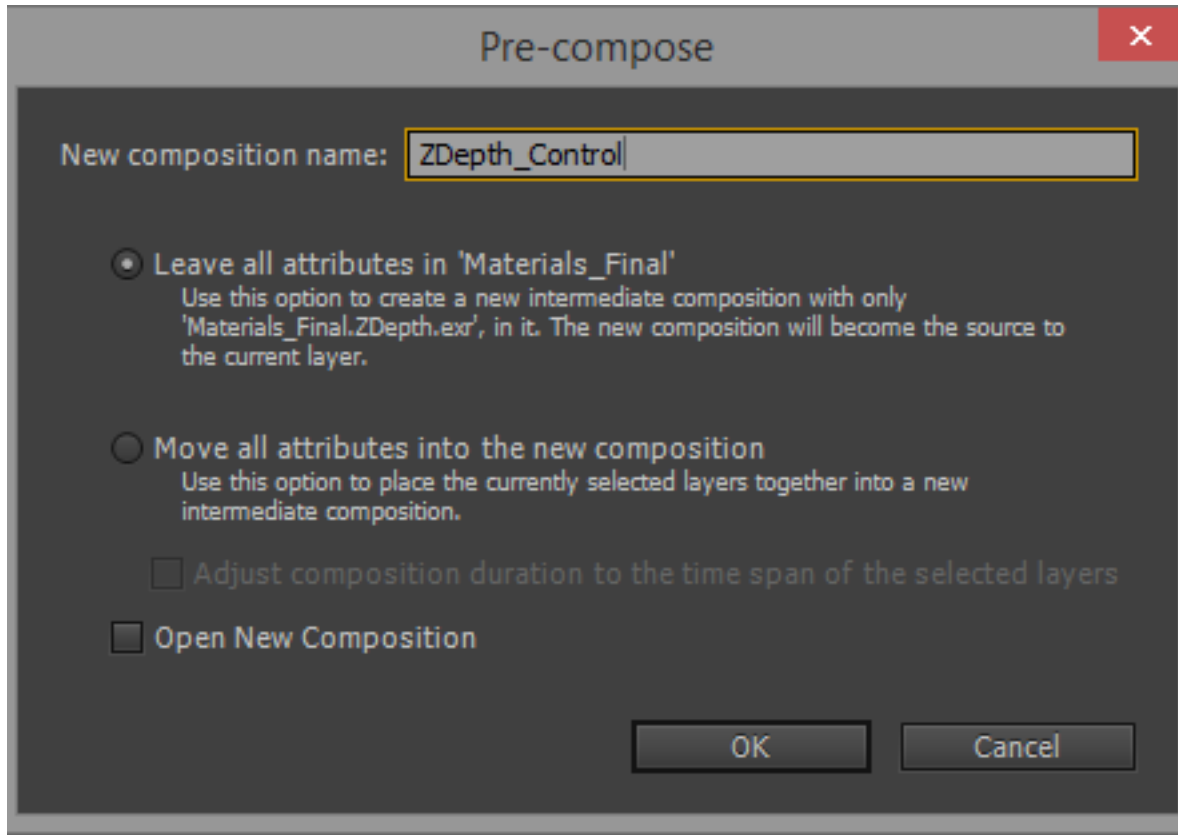 Pre-compose
New composition name: ZDepth_Control
Leave all attributes in 'Materials_Final'
Use this option to create a new intermediate composition with only
'Materials_Final.ZDepth.exr', in it. The new composition will become the source to
the current layer.
Move all attributes into the new composition
Use this option to place the currently selected layers together into a new
intermediate composition.
Adjust composition duration to the time span of the selected layers
Open New Composition
OK Cancel